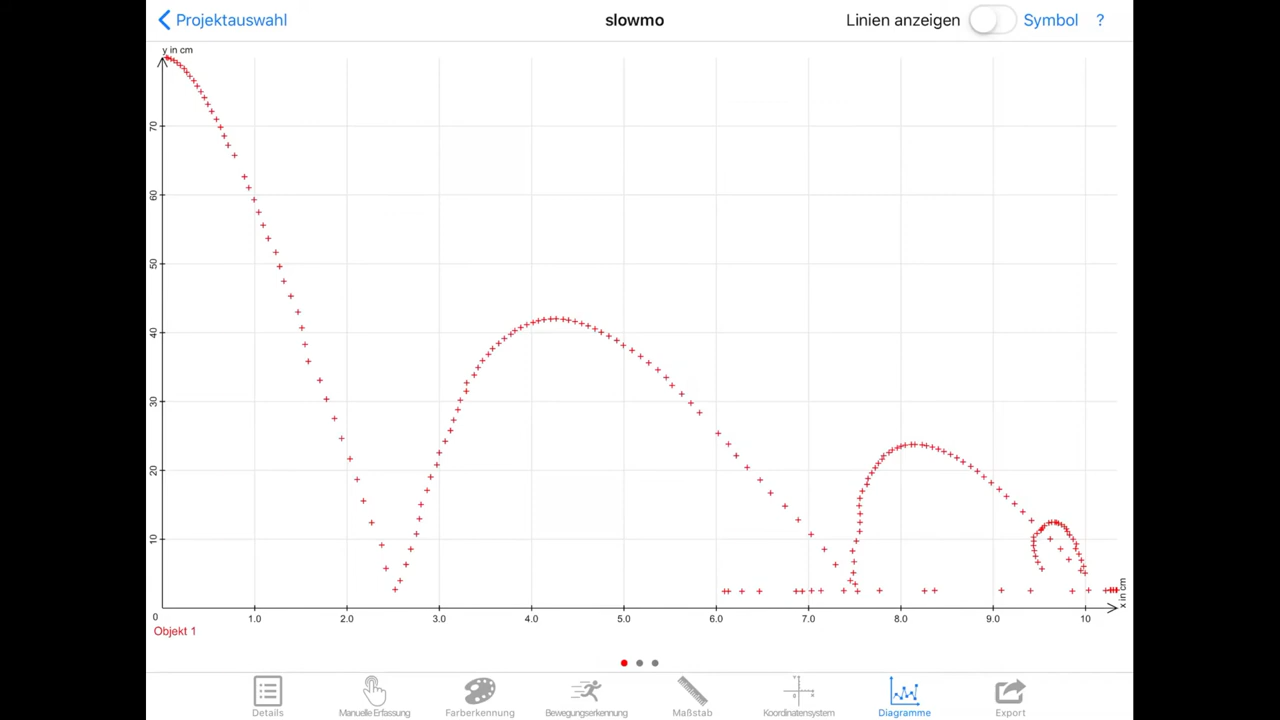 Projektauswahl
slowmo
Linien anzeigen
Symbol
?
y in cm
70
60
50
40
30
20
10
0
1.0
2.0
3.0
4.0
5.0
6.0
7.0
8.0
9.0
10
x in cm
Objekt 1
Details
Manuelle Erfassung
Farberkennung
Bewegungserkennung
Maßstab
Koordinatensystem
Diagramme
Export